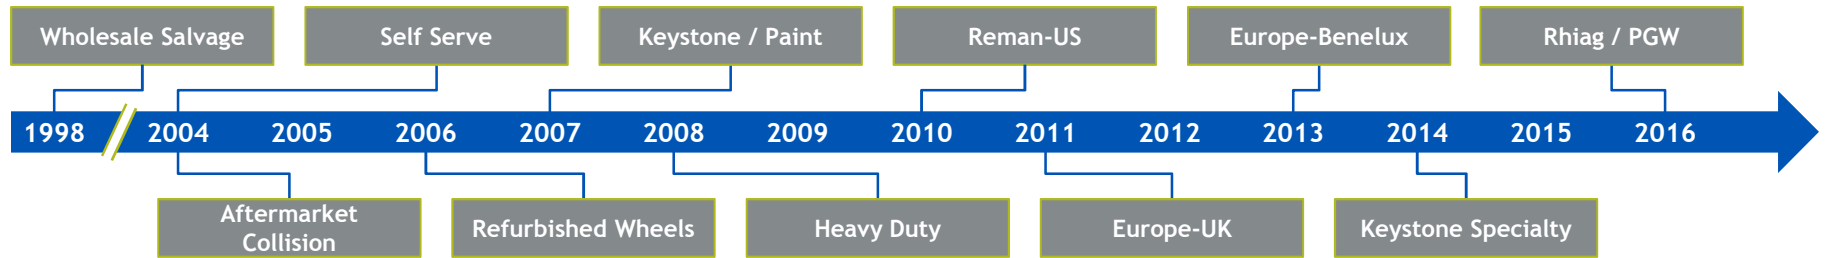 Wholesale Salvage
Self Serve
Keystone / Paint
Reman-US
Europe-Benelux
Rhiag / PGW
1998 2004 2005 2006 2007 2008 2009 2010 2011 2012 2013 2014 2015 2016
Aftermarket
Collision
Refurbished Wheels
Heavy Duty
Europe-UK
Keystone Specialty